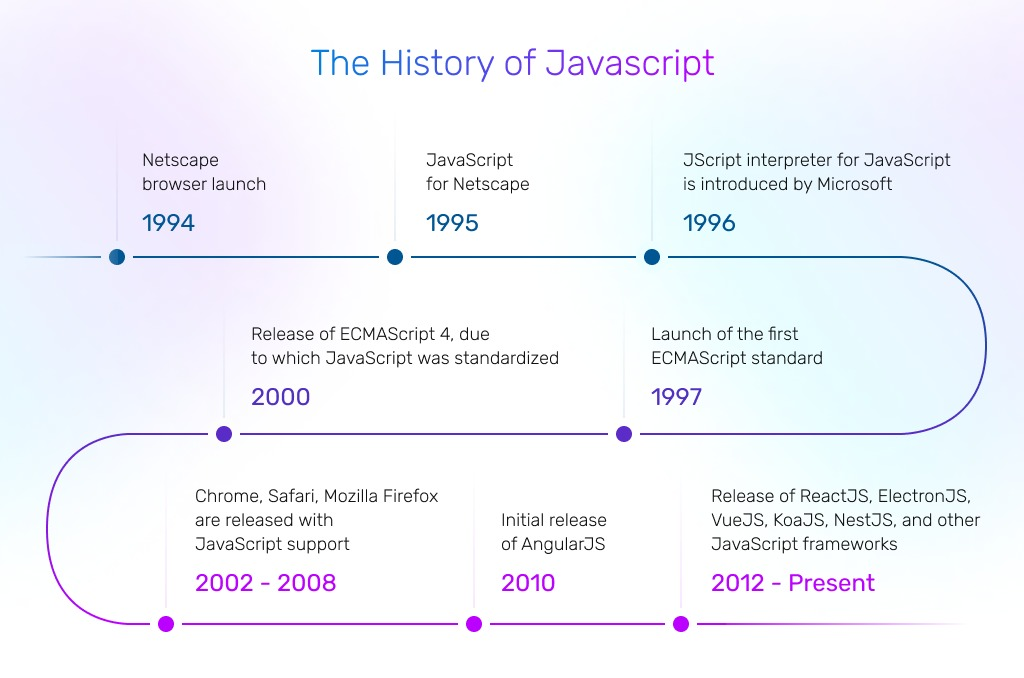 The History of Javascript
Netscape
browser launch
1994
JavaScript
for Netscape
1995
JScript interpreter for JavaScript
is introduced by Microsoft
1996
Release of ECMAScript 4, due
to which JavaScript was standardized
2000
Launch of the first
ECMAScript standard
1997
Chrome, Safari, Mozilla Firefox
are released with
JavaScript support
2002 - 2008
Initial release
of AngularJS
2010
Release of ReactJS, ElectronJS,
VueJS, KoaJS, NestJS, and other
JavaScript frameworks
2012 - Present